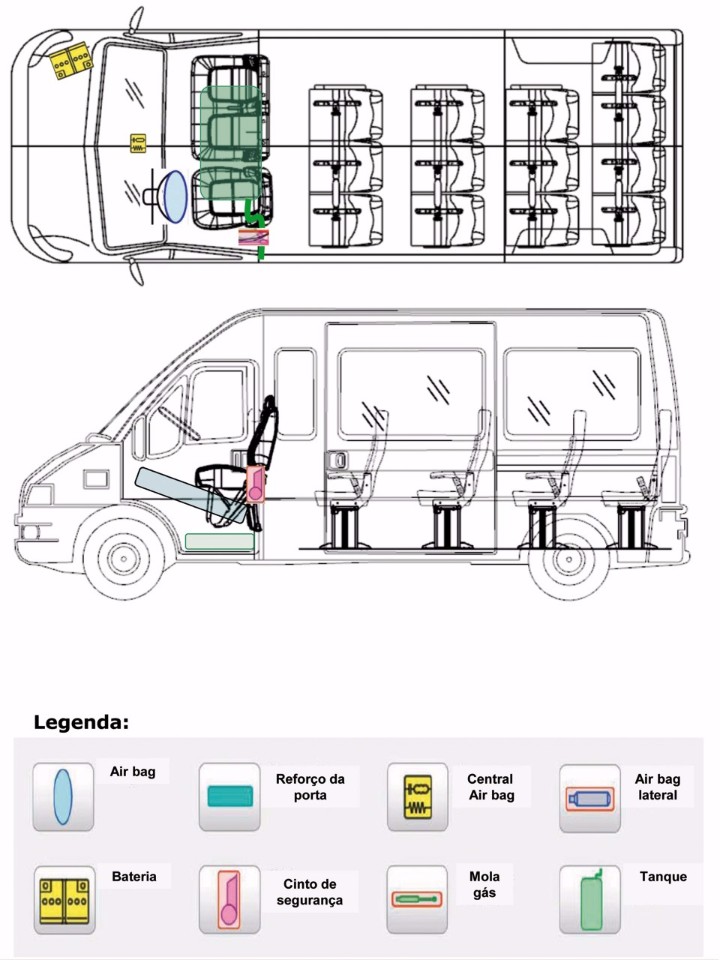 Legenda:
Air bag
Reforço da
porta
Central
Air bag
Air bag
lateral
Bateria
Cinto de
segurança
Mola
gás
Tanque